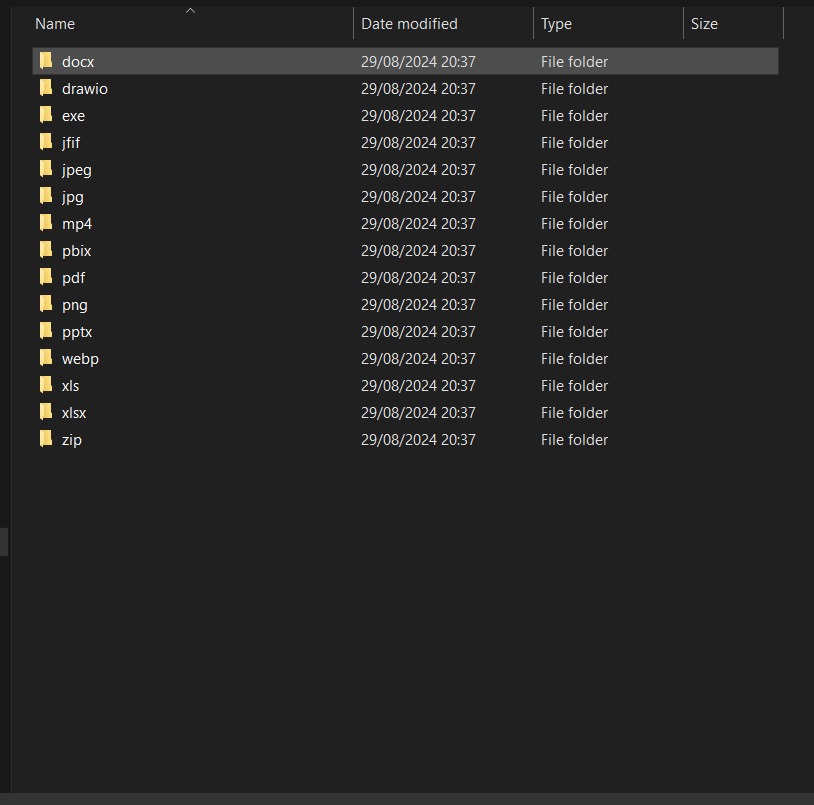 Name Date modified Type Size
docx 29/08/2024 20:37 File folder
drawio 29/08/2024 20:37 File folder
exe 29/08/2024 20:37 File folder
jfif 29/08/2024 20:37 File folder
jpeg 29/08/2024 20:37 File folder
jpg 29/08/2024 20:37 File folder
mp4 29/08/2024 20:37 File folder
pbix 29/08/2024 20:37 File folder
pdf 29/08/2024 20:37 File folder
png 29/08/2024 20:37 File folder
pptx 29/08/2024 20:37 File folder
webp 29/08/2024 20:37 File folder
xls 29/08/2024 20:37 File folder
xlsx 29/08/2024 20:37 File folder
zip 29/08/2024 20:37 File folder